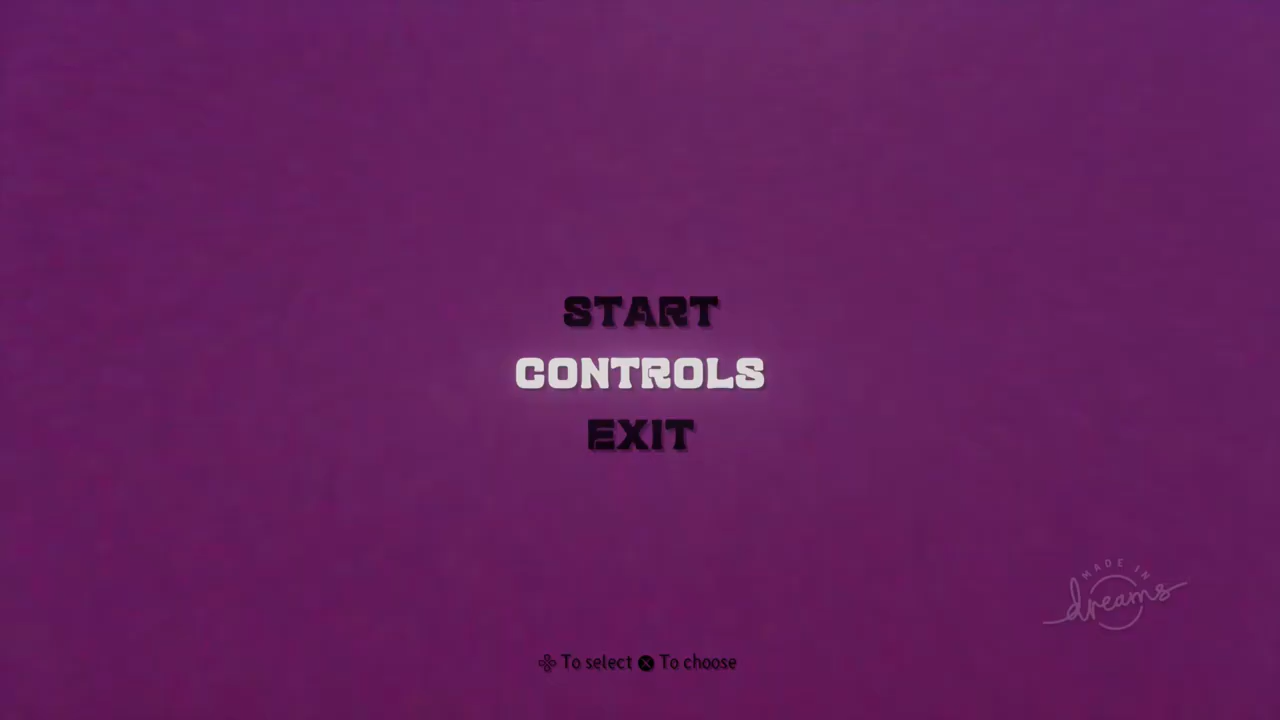 START
CONTROLS
EXIT
MADE IN
dreams
To select To choose